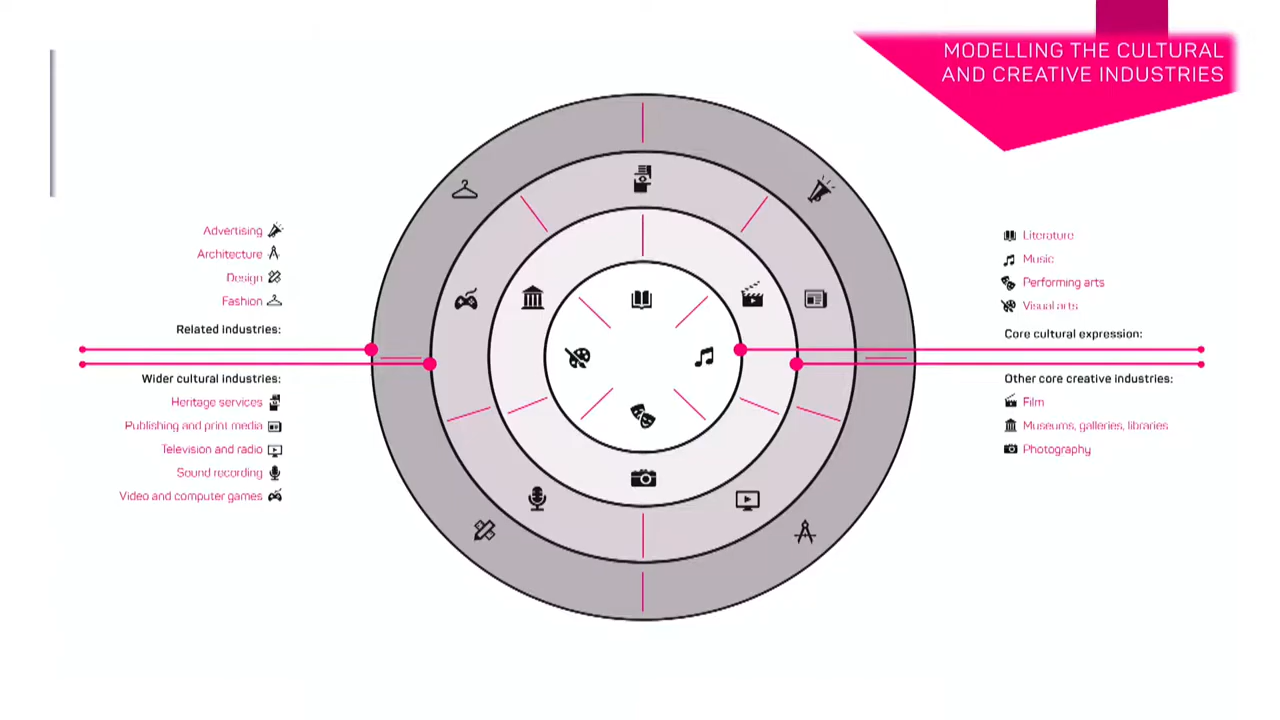 MODELLING THE CULTURAL
AND CREATIVE INDUSTRIES
Advertising
Architecture
Design
Fashion
Related industries:
Wider cultural industries:
Heritage services
Publishing and print media
Television and radio
Sound recording
Video and computer games
Literature
Music
Performing arts
Visual arts
Core cultural expression:
Other core creative industries:
Film
Museums, galleries, libraries
Photography